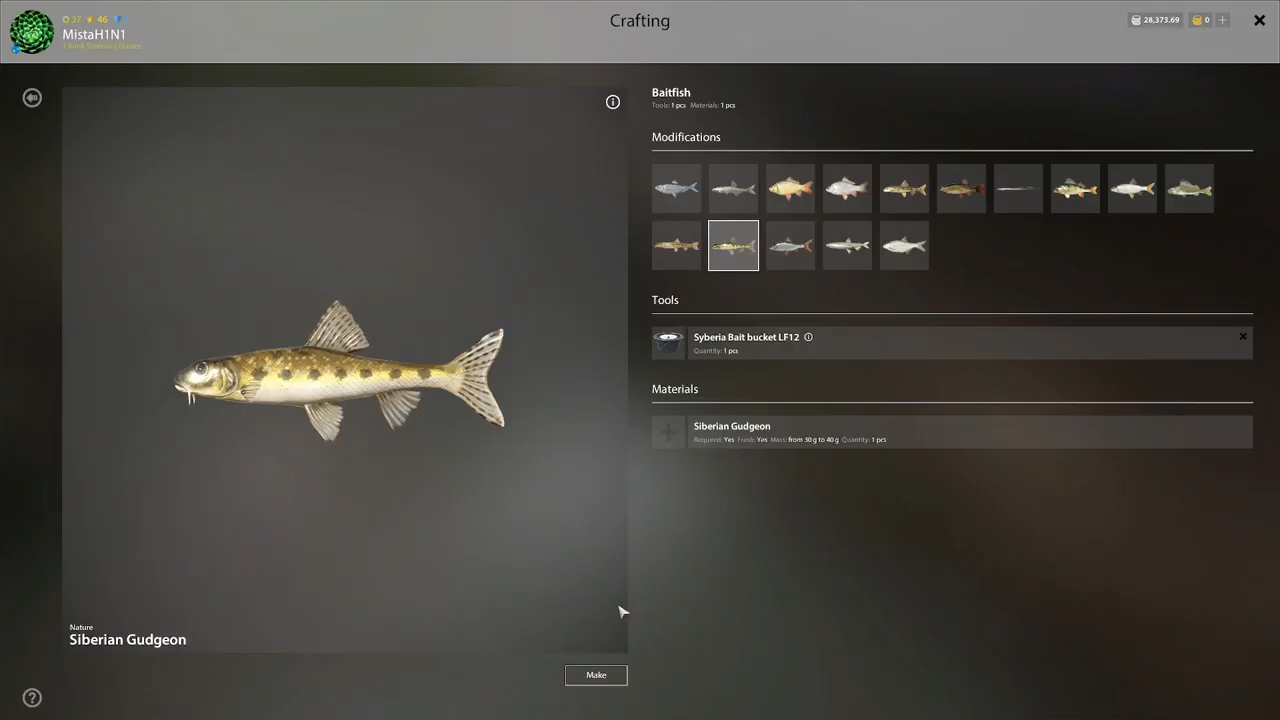 37 46
Crafting
28,373.69
0
MistaH1N1
Baitfish
Tools: 1 pcs Materials: 1 pcs
Modifications
Tools
Syberia Bait bucket LF12
Quantity: 1 pcs
Materials
Siberian Gudgeon
Required: Yes Fresh: Yes Mass: from 30 g to 40 g Quantity: 1 pcs
Nature
Siberian Gudgeon
Make